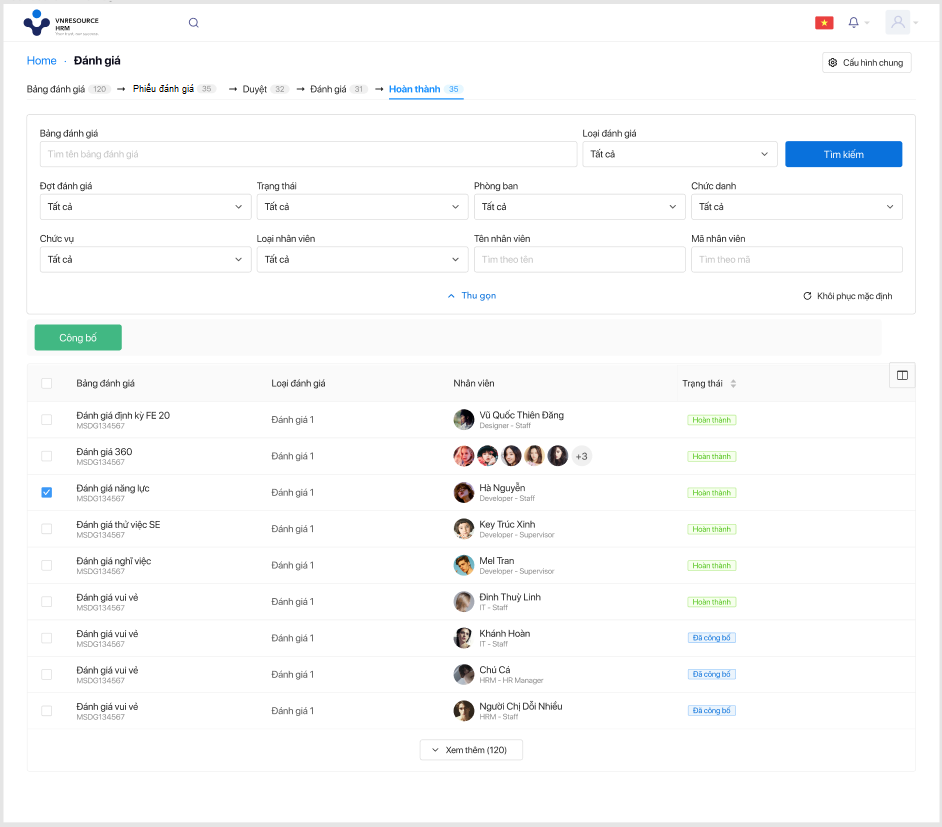 VNRESOURCE
HRM
Home · Đánh giá
Cấu hình chung
Bảng đánh giá 120 → Phiếu đánh giá 35 → Duyệt 32 → Đánh giá 31 → Hoàn thành 35
Bảng đánh giá
Loại đánh giá
Tìm tên bảng đánh giá
Tất cả
Tìm kiếm
Đợt đánh giá
Trạng thái
Phòng ban
Chức danh
Tất cả
Tất cả
Tất cả
Tất cả
Chức vụ
Loại nhân viên
Tên nhân viên
Mã nhân viên
Tất cả
Tất cả
Tìm theo tên
Tìm theo mã
Thu gọn
Khôi phục mặc định
Công bố
Bảng đánh giá
Loại đánh giá
Nhân viên
Trạng thái
Đánh giá định kỳ FE 20
MSDG134567
Đánh giá 1
Vũ Quốc Thiên Đăng
Designer - Staff
Hoàn thành
Đánh giá 360
MSDG134567
Đánh giá 1
+3
Hoàn thành
Đánh giá năng lực
MSDG134567
Đánh giá 1
Hà Nguyễn
Developer - Staff
Hoàn thành
Đánh giá thử việc SE
MSDG134567
Đánh giá 1
Key Trúc Xinh
Developer - Supervisor
Hoàn thành
Đánh giá nghĩ việc
MSDG134567
Đánh giá 1
Mel Tran
Developer - Supervisor
Hoàn thành
Đánh giá vui vẻ
MSDG134567
Đánh giá 1
Đinh Thuỳ Linh
IT - Staff
Hoàn thành
Đánh giá vui vẻ
MSDG134567
Đánh giá 1
Khánh Hoàn
IT - Staff
Đã công bố
Đánh giá vui vẻ
MSDG134567
Đánh giá 1
Chú Cá
HRM - HR Manager
Đã công bố
Đánh giá vui vẻ
MSDG134567
Đánh giá 1
Người Chị Dỗi Nhiều
HRM - Staff
Đã công bố
Xem thêm (120)